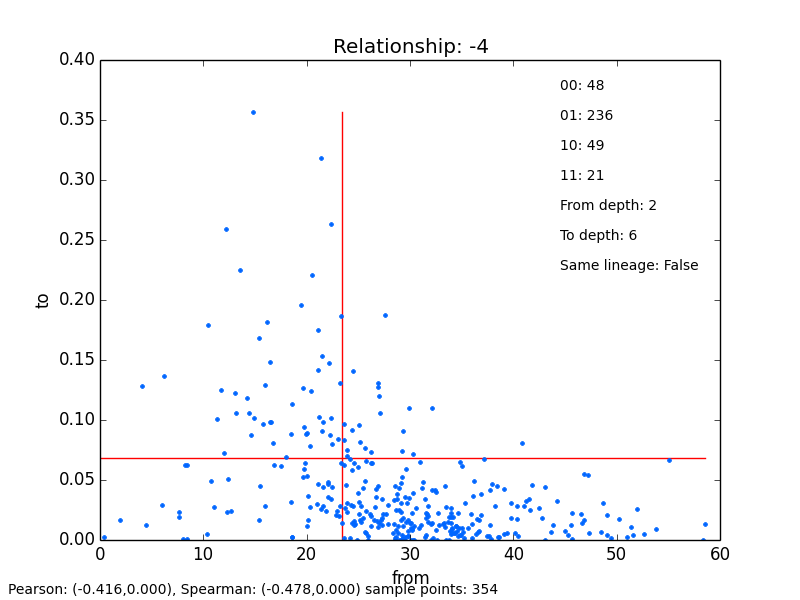 Relationship: -4
0.40
0.35
0.30
0.25
0.20
0.15
0.10
0.05
0.00
to
00: 48
01: 236
10: 49
11: 21
From depth: 2
To depth: 6
Same lineage: False
0 10 20 30 40 50 60
from
Pearson: (-0.416,0.000), Spearman: (-0.478,0.000) sample points: 354